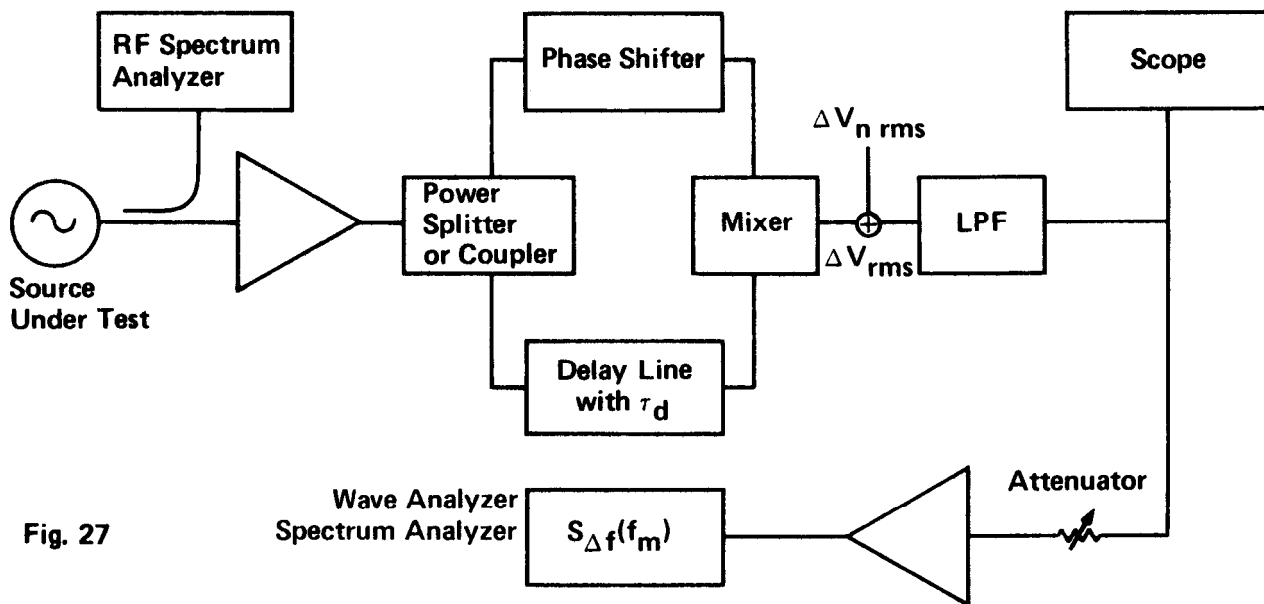 RF Spectrum
Analyzer
Phase Shifter
Scope
ΔV_n rms
Power
Splitter
or Coupler
Mixer
LPF
ΔV_rms
Source
Under Test
Delay Line
with τ_d
Attenuator
Wave Analyzer
Spectrum Analyzer
S_Δf(f_m)
Fig. 27